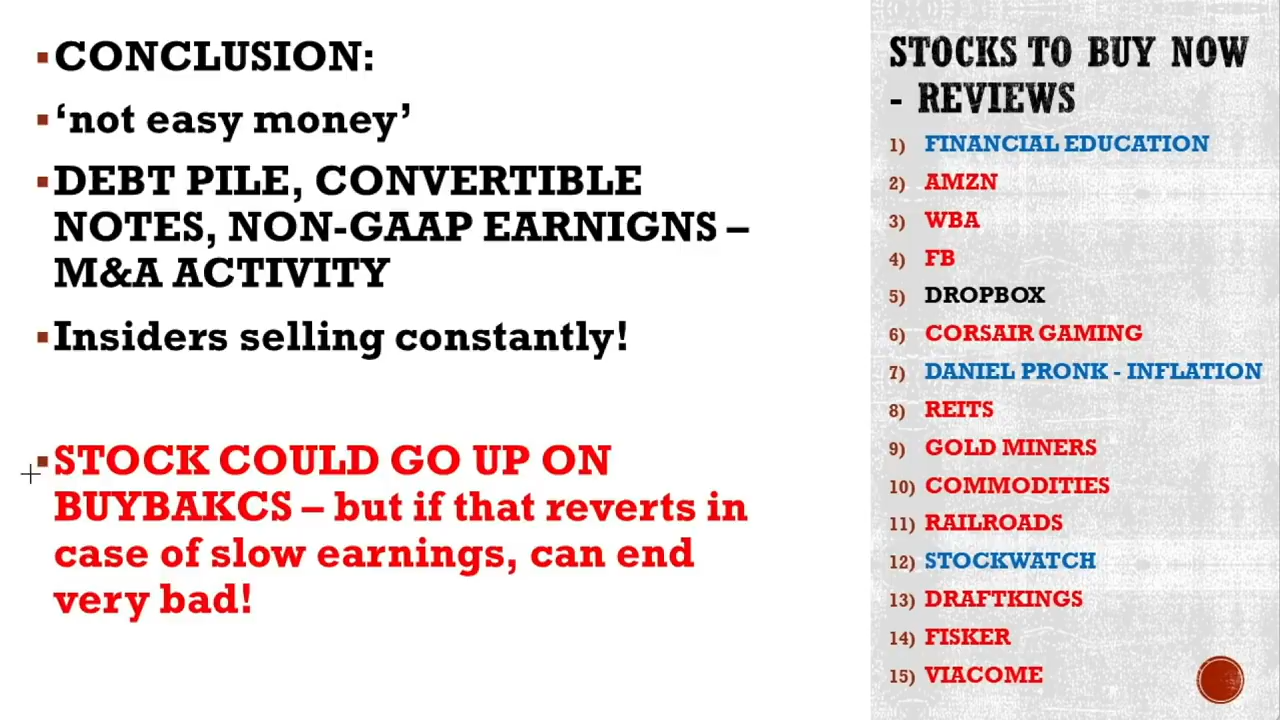 CONCLUSION:
‘not easy money’
DEBT PILE, CONVERTIBLE
NOTES, NON-GAAP EARNIGNS –
M&A ACTIVITY
Insiders selling constantly!
STOCK COULD GO UP ON
BUYBAKCS – but if that reverts in
case of slow earnings, can end
very bad!
STOCKS TO BUY NOW
- REVIEWS
1) FINANCIAL EDUCATION
2) AMZN
3) WBA
4) FB
5) DROPBOX
6) CORSAIR GAMING
7) DANIEL PRONK - INFLATION
8) REITS
9) GOLD MINERS
10) COMMODITIES
11) RAILROADS
12) STOCKWATCH
13) DRAFTKINGS
14) FISKER
15) VIACOME